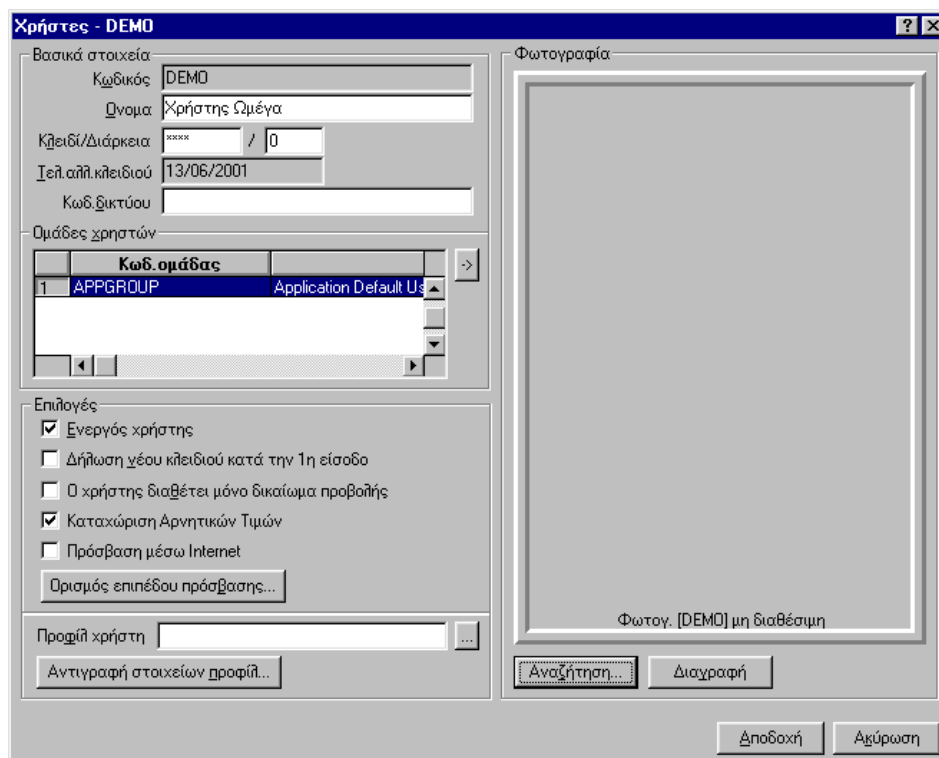 Χρήστες - DEMO
Βασικά στοιχεία
Κωδικός DEMO
Ονομα Χρήστης Ωμέγα
Κλειδί/Διάρκεια **** / 0
Τελ.αλλ.κλειδιού 13/06/2001
Κωδ.δικτύου
Ομάδες χρηστών
Κωδ.ομάδας
->
1 APPGROUP Application Default Us
Επιλογές
Ενεργός χρήστης
Δήλωση νέου κλειδιού κατά την 1η είσοδο
Ο χρήστης διαθέτει μόνο δικαίωμα προβολής
Καταχώριση Αρνητικών Τιμών
Πρόσβαση μέσω Internet
Ορισμός επιπέδου πρόσβασης...
Προφίλ χρήστη ...
Αντιγραφή στοιχείων προφίλ...
Φωτογραφία
Φωτογ. [DEMO] μη διαθέσιμη
Αναζήτηση... Διαγραφή
Αποδοχή Ακύρωση